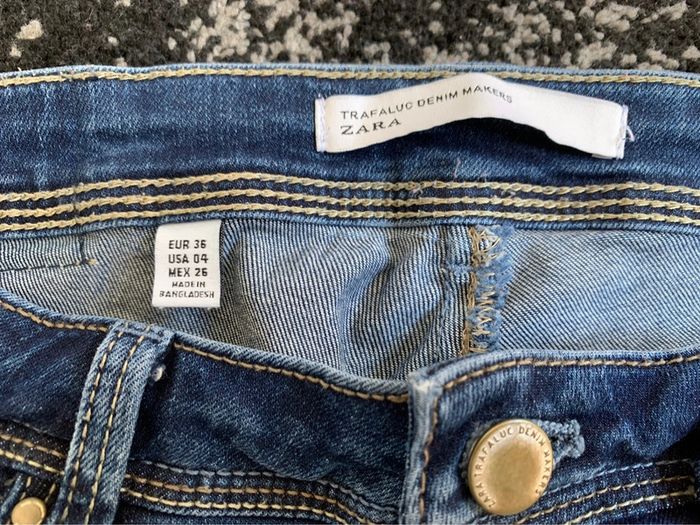 TRAFALUC DENIM MAKERS
ZARA
EUR 36
USA 04
MEX 26
MADE IN
BANGLADESH
ZARA TRAFALUC DENIM MAKERS